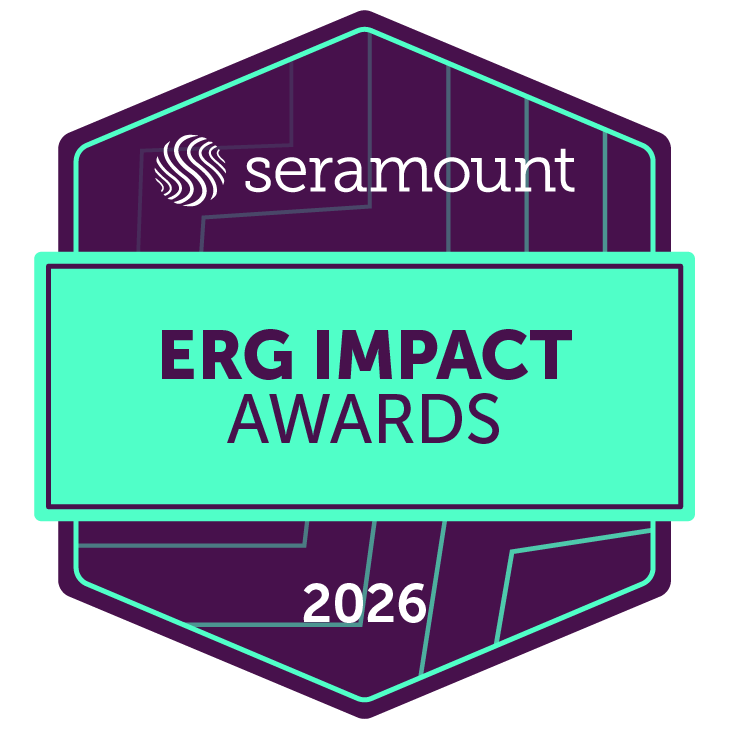 seramount
ERG IMPACT
AWARDS
2026